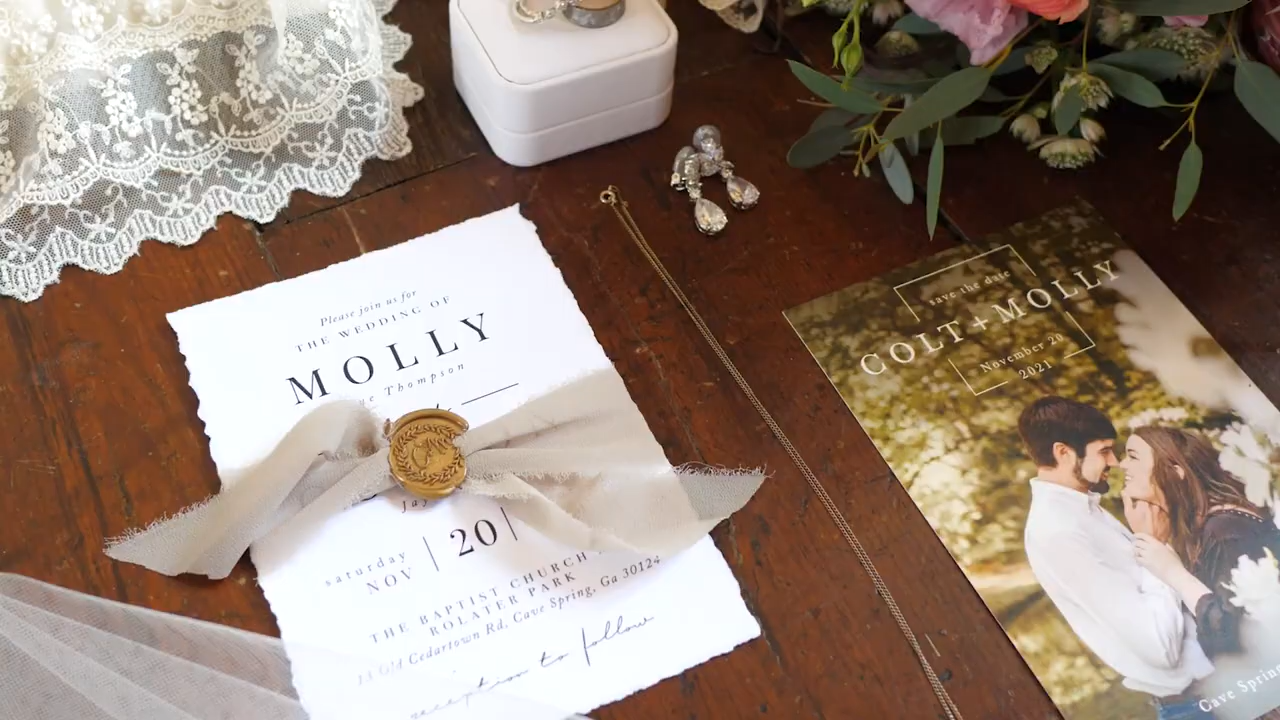 Please join us for
THE WEDDING OF
MOLLY
Thompson
saturday
NOV
20
THE BAPTIST CHURCH
ROLATER PARK
Old Cedartown Rd, Cave Spring, Ga 30124
reception to follow
save the date
COLT + MOLLY
November 20
2021
Cave Spring